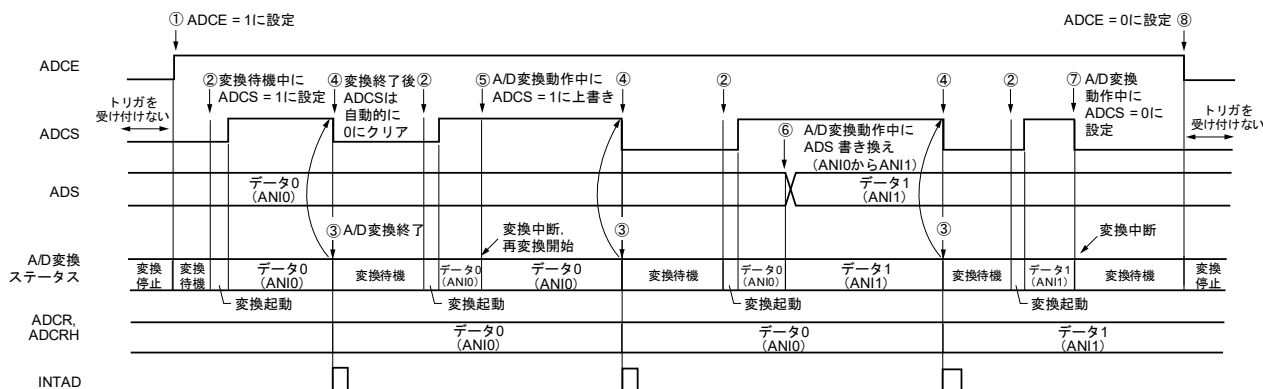 ① ADCE = 1に設定
ADCE = 0に設定 ⑧
ADCE
②変換待機中に
ADCS = 1に設定
④変換終了後
ADCSは
自動的に
0にクリア
②
⑤A/D変換動作中に
ADCS = 1に上書き
④
②
④
②
⑦A/D変換
動作中に
ADCS = 0に
設定
トリガを
受け付けない
トリガを
受け付けない
ADCS
⑥ A/D変換動作中に
ADS 書き換え
(ANI0からANI1)
ADS
データ0
(ANI0)
データ1
(ANI1)
③A/D変換終了
変換中断,
再変換開始
③
③
変換中断
A/D変換
ステータス
変換
停止
変換
待機
データ0
(ANI0)
変換待機
データ0
(ANI0)
データ0
(ANI0)
変換待機
データ0
(ANI0)
データ1
(ANI1)
変換待機
データ1
(ANI1)
変換待機
変換
停止
変換起動
変換起動
変換起動
変換起動
ADCR,
ADCRH
データ0
(ANI0)
データ0
(ANI0)
データ1
(ANI1)
INTAD